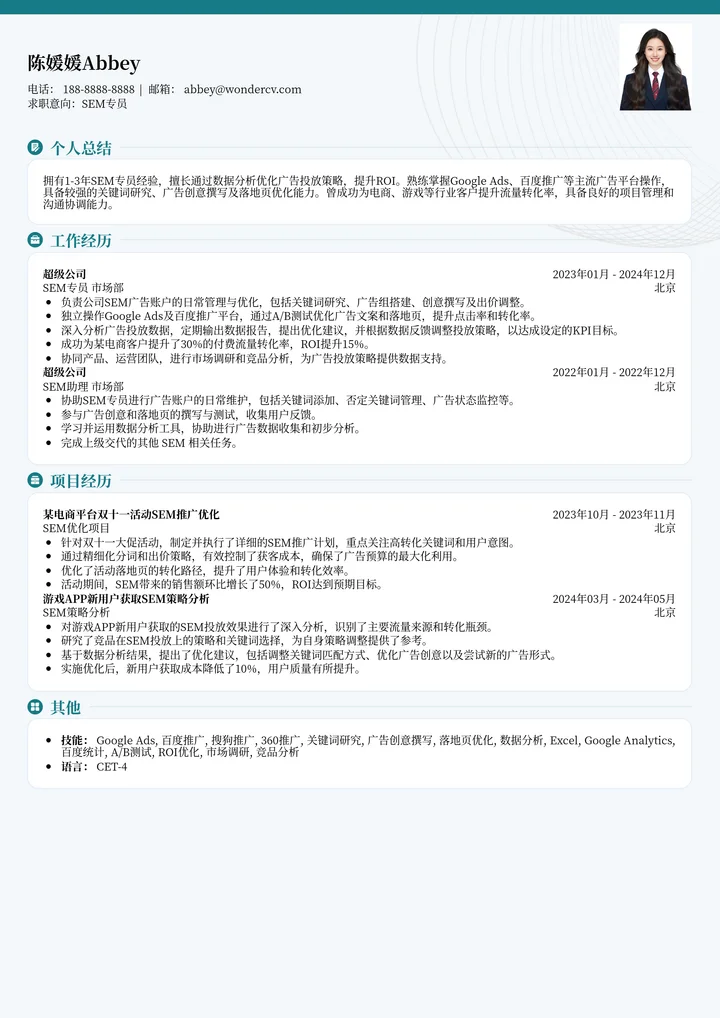 陈媛媛Abbey
电话： 188-8888-8888 | 邮箱： abbey@wondercv.com
求职意向：SEM专员
个人总结
拥有1-3年SEM专员经验，擅长通过数据分析优化广告投放策略，提升ROI。熟练掌握Google Ads、百度推广等主流广告平台操作，
具备较强的关键词研究、广告创意撰写及落地页优化能力。曾成功为电商、游戏等行业客户提升流量转化率，具备良好的项目管理和
沟通协调能力。
工作经历
超级公司 2023年01月 - 2024年12月
SEM专员 市场部 北京
• 负责公司SEM广告账户的日常管理与优化，包括关键词研究、广告组搭建、创意撰写及出价调整。
• 独立操作Google Ads及百度推广平台，通过A/B测试优化广告文案和落地页，提升点击率和转化率。
• 深入分析广告投放数据，定期输出数据报告，提出优化建议，并根据数据反馈调整投放策略，以达成设定的KPI目标。
• 成功为某电商客户提升了30%的付费流量转化率，ROI提升15%。
• 协同产品、运营团队，进行市场调研和竞品分析，为广告投放策略提供数据支持。
超级公司 2022年01月 - 2022年12月
SEM助理 市场部 北京
• 协助SEM专员进行广告账户的日常维护，包括关键词添加、否定关键词管理、广告状态监控等。
• 参与广告创意和落地页的撰写与测试，收集用户反馈。
• 学习并运用数据分析工具，协助进行广告数据收集和初步分析。
• 完成上级交代的其他 SEM 相关任务。
项目经历
某电商平台双十一活动SEM推广优化 2023年10月 - 2023年11月
SEM优化项目 北京
• 针对双十一大促活动，制定并执行了详细的SEM推广计划，重点关注高转化关键词和用户意图。
• 通过精细化分词和出价策略，有效控制了获客成本，确保了广告预算的最大化利用。
• 优化了活动落地页的转化路径，提升了用户体验和转化效率。
• 活动期间，SEM带来的销售额环比增长了50%，ROI达到预期目标。
游戏APP新用户获取SEM策略分析 2024年03月 - 2024年05月
SEM策略分析 北京
• 对游戏APP新用户获取的SEM投放效果进行了深入分析，识别了主要流量来源和转化瓶颈。
• 研究了竞品在SEM投放上的策略和关键词选择，为自身策略调整提供了参考。
• 基于数据分析结果，提出了优化建议，包括调整关键词匹配方式、优化广告创意以及尝试新的广告形式。
• 实施优化后，新用户获取成本降低了10%，用户质量有所提升。
其他
• 技能： Google Ads, 百度推广, 搜狗推广, 360推广, 关键词研究, 广告创意撰写, 落地页优化, 数据分析, Excel, Google Analytics,
百度统计, A/B测试, ROI优化, 市场调研, 竞品分析
• 语言： CET-4